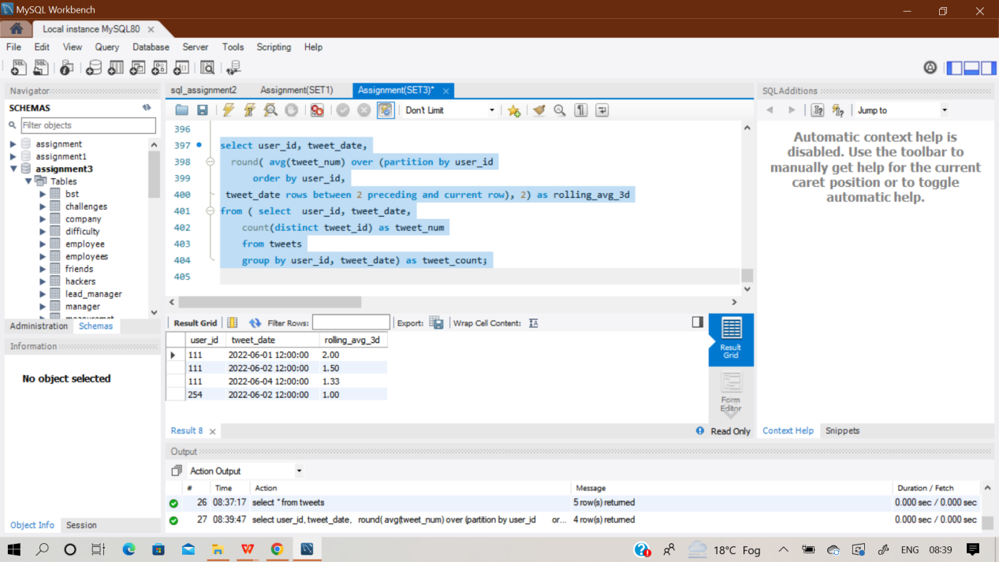 MySQL Workbench
Local instance MySQL80
File Edit View Query Database Server Tools Scripting Help
Navigator
SCHEMAS
Filter objects
assignment
assignment1
assignment3
Tables
bst
challenges
company
difficulty
employee
employees
friends
hackers
lead_manager
manager
Administration Schemas
Information
No object selected
Object Info Session
sql_assignment2 Assignment(SET1) Assignment(SET3)*
Don't Limit
396
397 select user_id, tweet_date,
398 round( avg(tweet_num) over (partition by user_id
399 order by user_id,
400 tweet_date rows between 2 preceding and current row), 2) as rolling_avg_3d
401 from ( select user_id, tweet_date,
402 count(distinct tweet_id) as tweet_num
403 from tweets
404 group by user_id, tweet_date) as tweet_count;
405
Result Grid Filter Rows: Export: Wrap Cell Content:
user_id tweet_date rolling_avg_3d
111 2022-06-01 12:00:00 2.00
111 2022-06-02 12:00:00 1.50
111 2022-06-04 12:00:00 1.33
254 2022-06-02 12:00:00 1.00
Result
Grid
Form
Editor
Result 8
Read Only
SQLAdditions
Jump to
Automatic context help is
disabled. Use the toolbar to
manually get help for the current
caret position or to toggle
automatic help.
Context Help Snippets
Output
Action Output
# Time Action Message Duration / Fetch
26 08:37:17 select * from tweets 5 row(s) returned 0.000 sec / 0.000 sec
27 08:39:47 select user_id, tweet_date, round( avg(tweet_num) over (partition by user_id or... 4 row(s) returned 0.000 sec / 0.000 sec
18°C Fog ENG 08:39